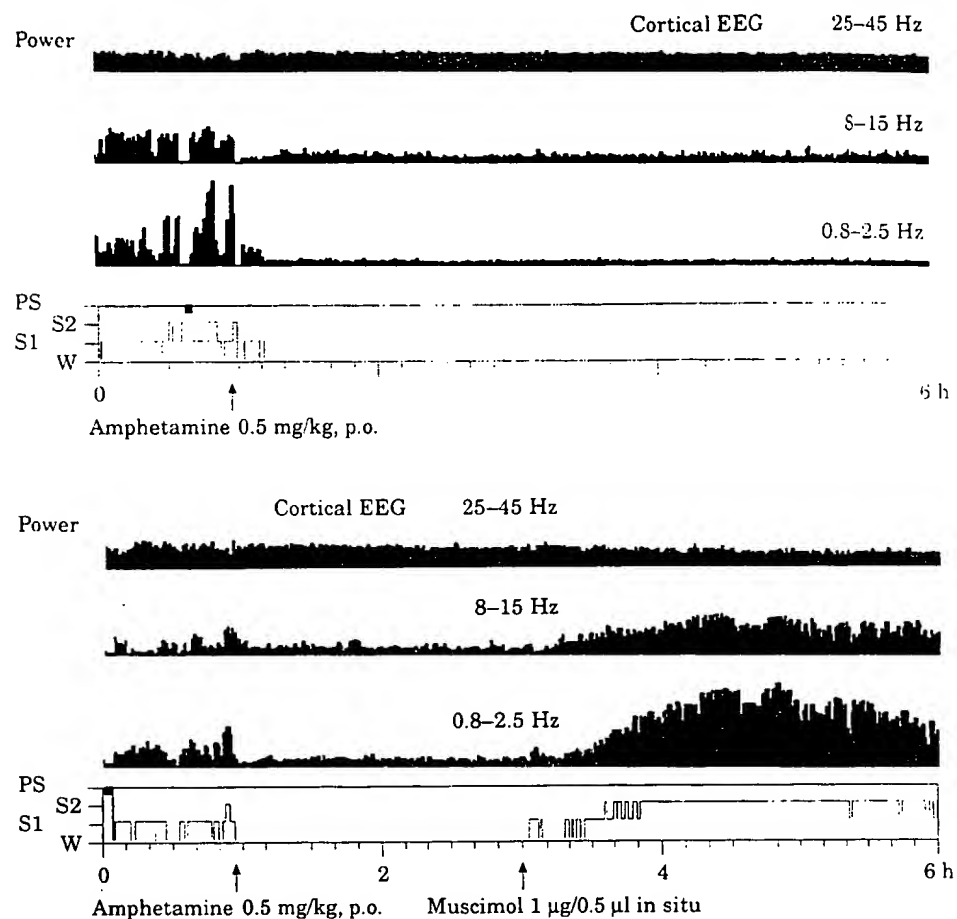 Cortical EEG 25–45 Hz
Power
8–15 Hz
0.8–2.5 Hz
PS
S2
S1
W
0 6 h
Amphetamine 0.5 mg/kg, p.o.
Cortical EEG 25–45 Hz
Power
8–15 Hz
0.8–2.5 Hz
PS
S2
S1
W
0 2 4 6 h
Amphetamine 0.5 mg/kg, p.o. Muscimol 1 µg/0.5 µl in situ